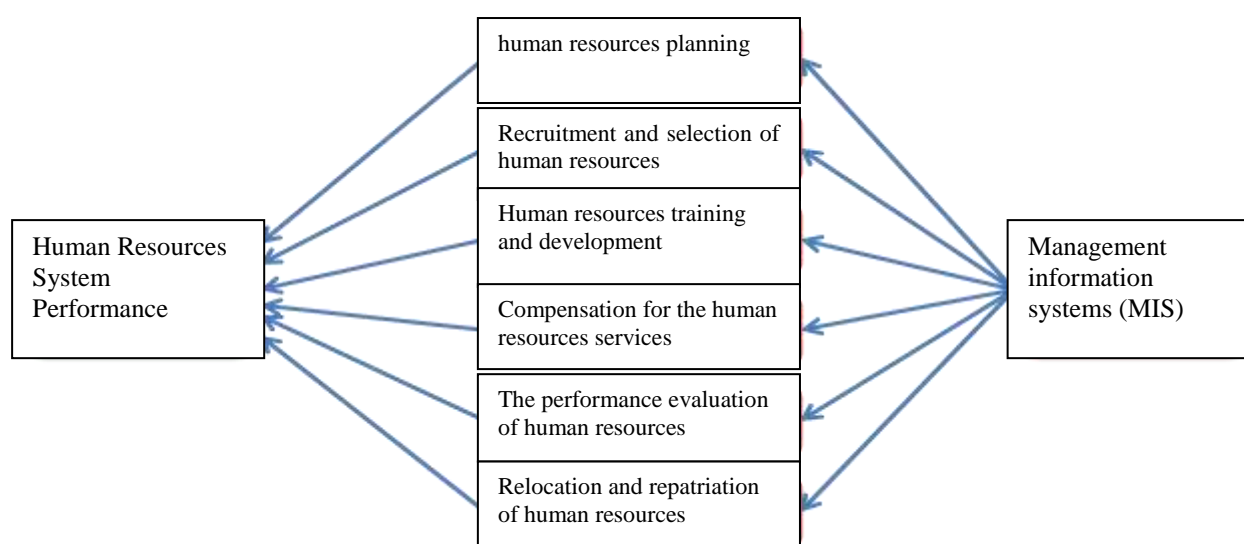 human resources planning
Recruitment and selection of
human resources
Human resources training
and development
Compensation for the human
resources services
The performance evaluation
of human resources
Relocation and repatriation
of human resources
Human Resources
System
Performance
Management
information
systems (MIS)